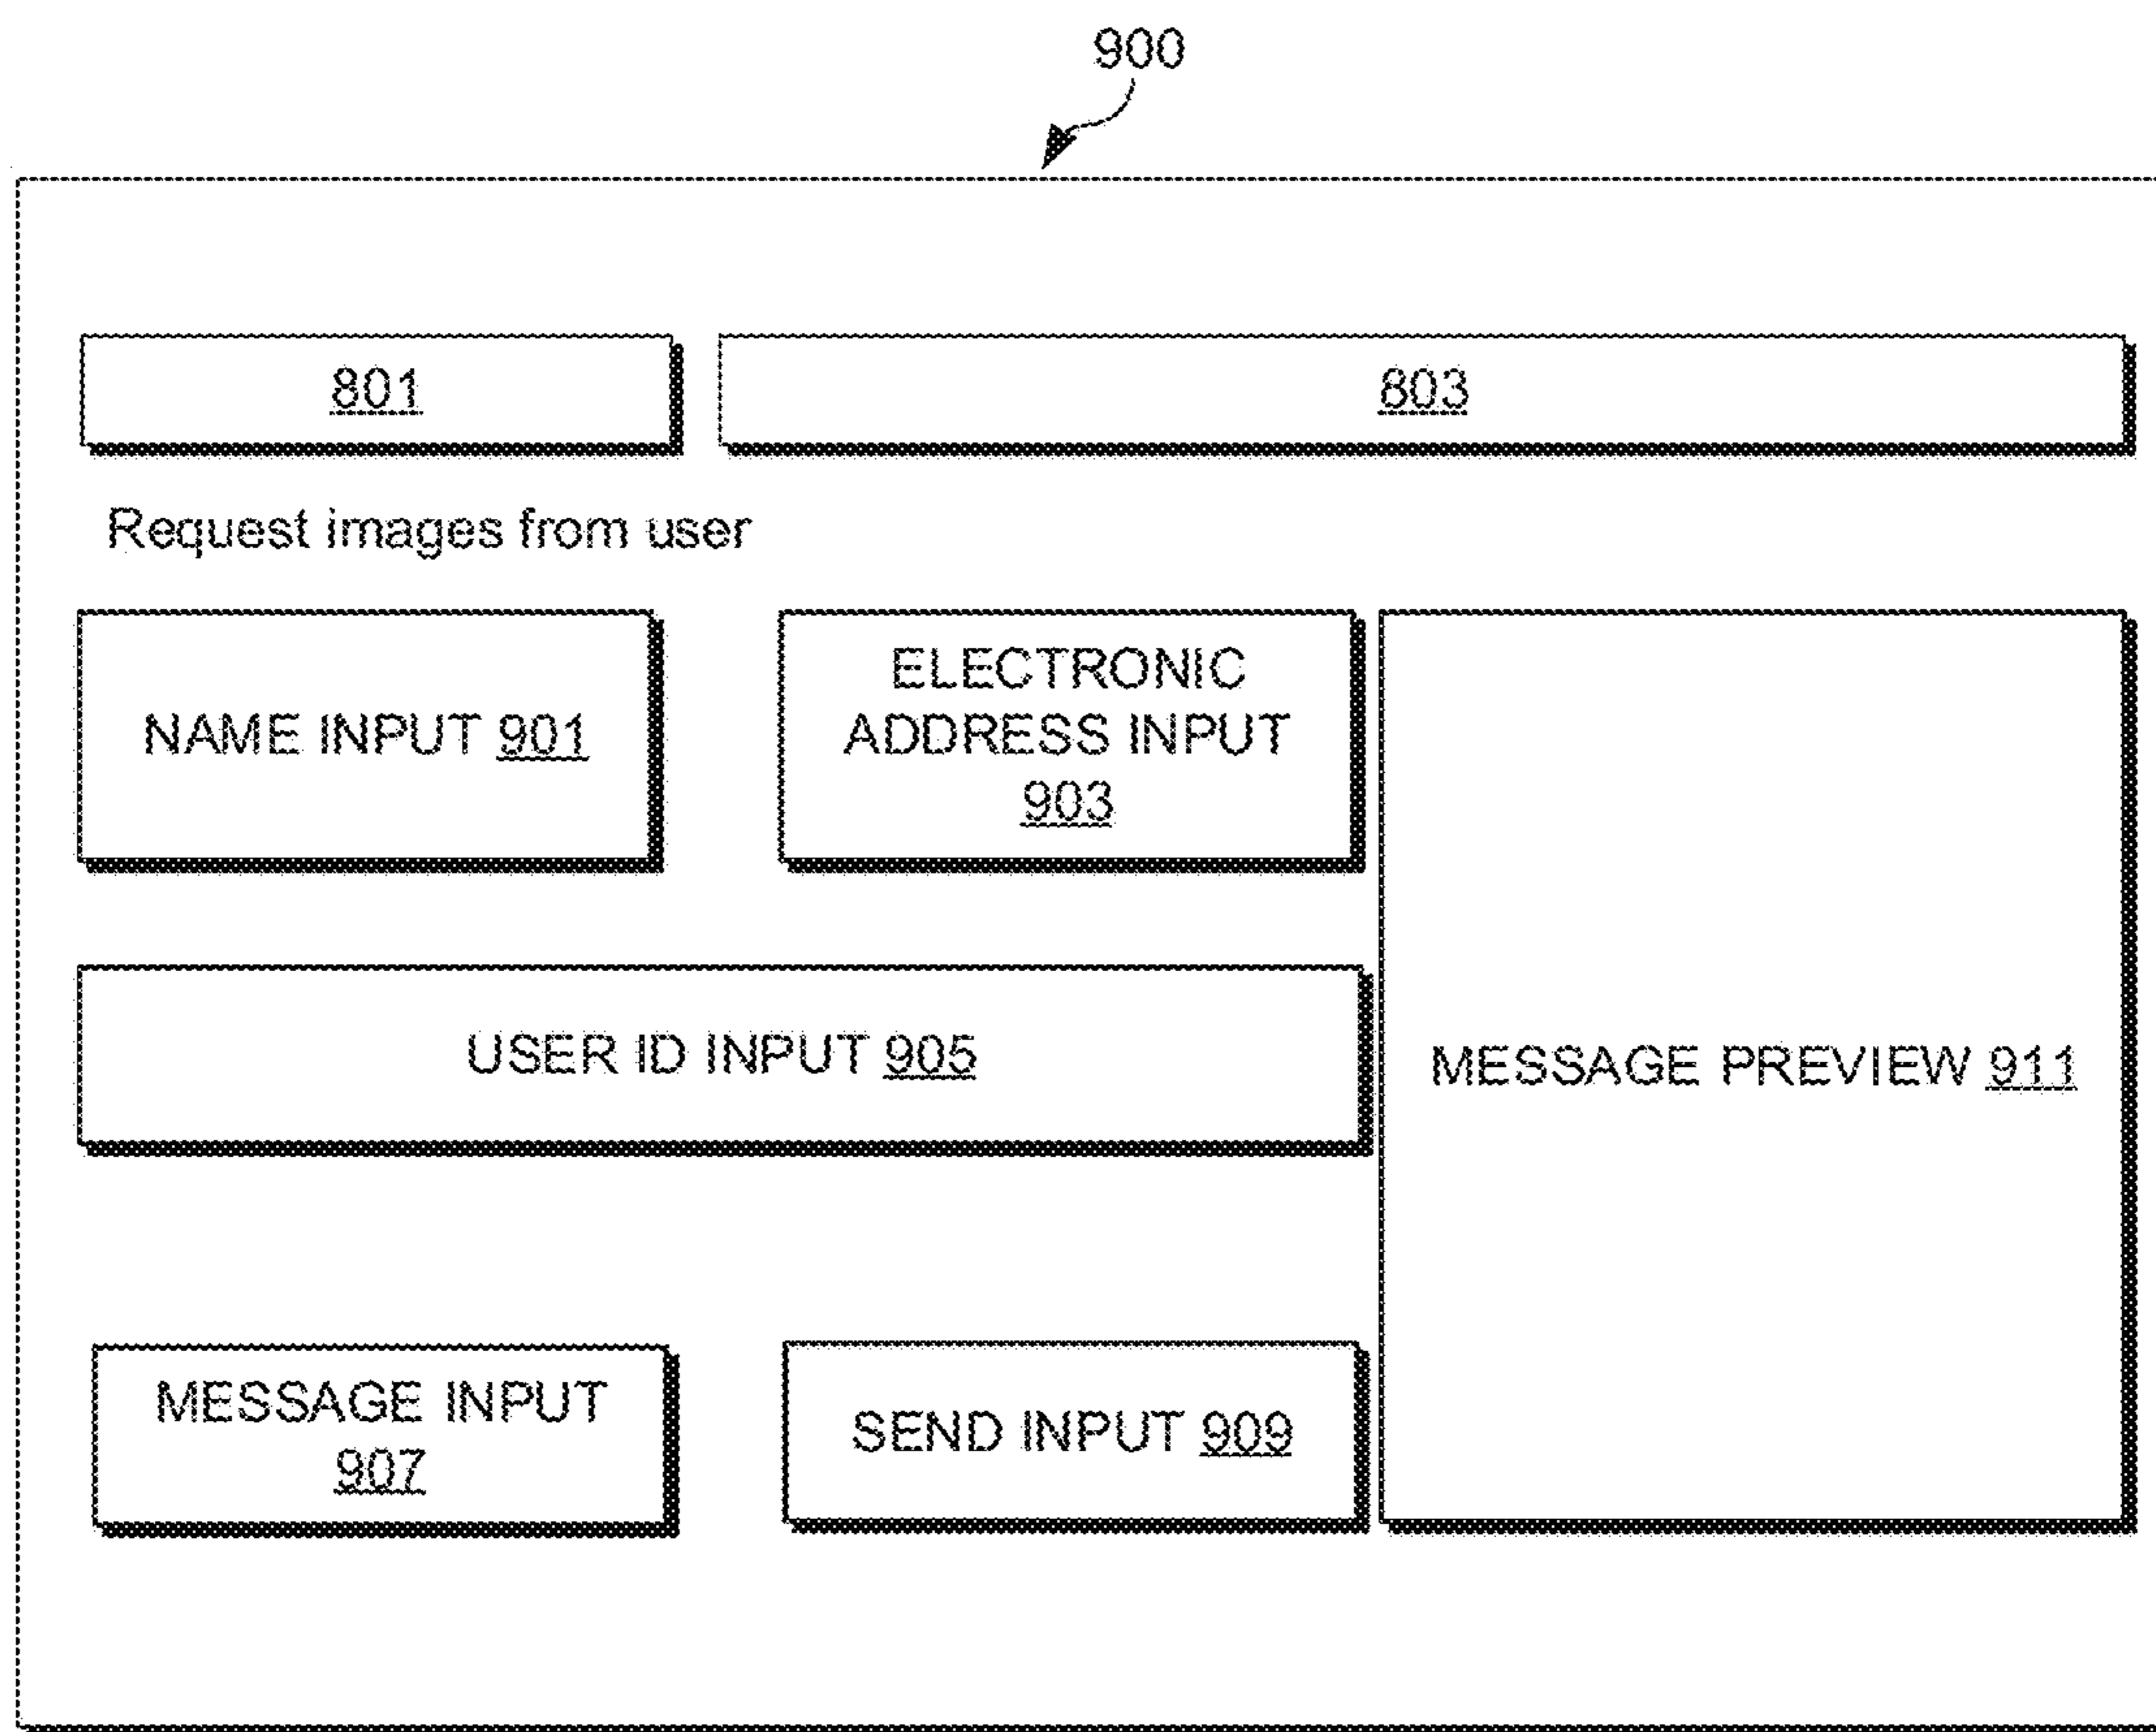 900
801
803
Request images from user
NAME INPUT 901
ELECTRONIC
ADDRESS INPUT
903
USER ID INPUT 905
MESSAGE PREVIEW 911
MESSAGE INPUT
907
SEND INPUT 909